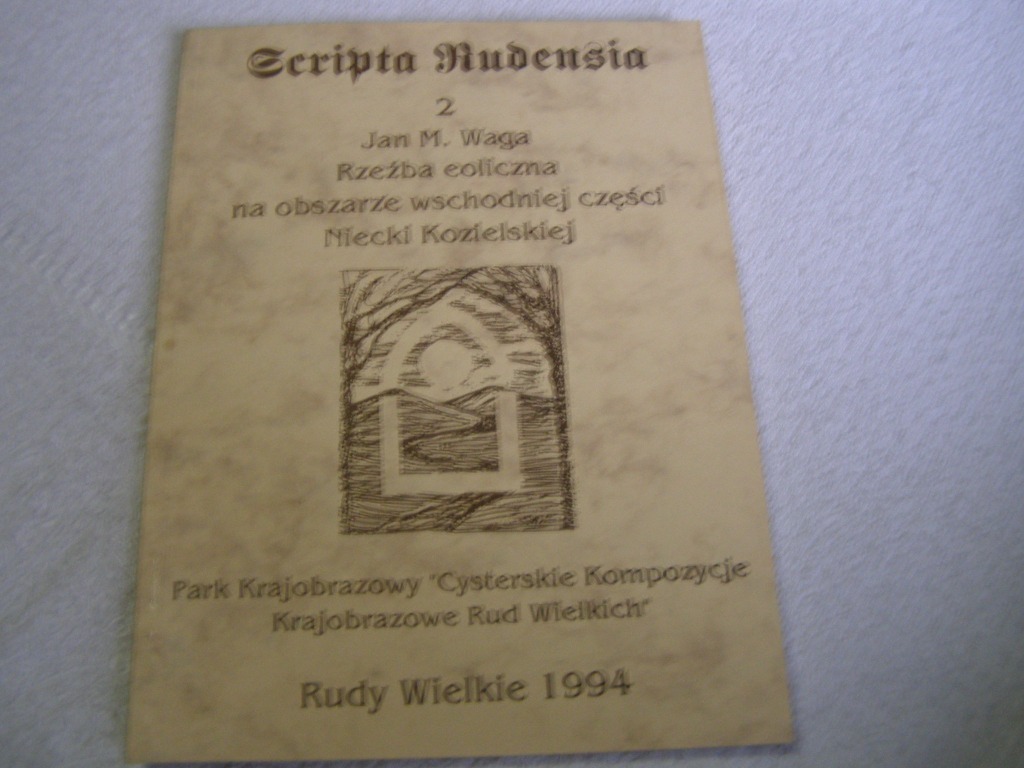 Scripta Rudensia
2
Jan M. Waga
Rzeźba eoliczna
na obszarze wschodniej części
Niecki Kozielskiej
Park Krajobrazowy "Cysterskie Kompozycje
Krajobrazowe Rud Wielkich"
Rudy Wielkie 1994